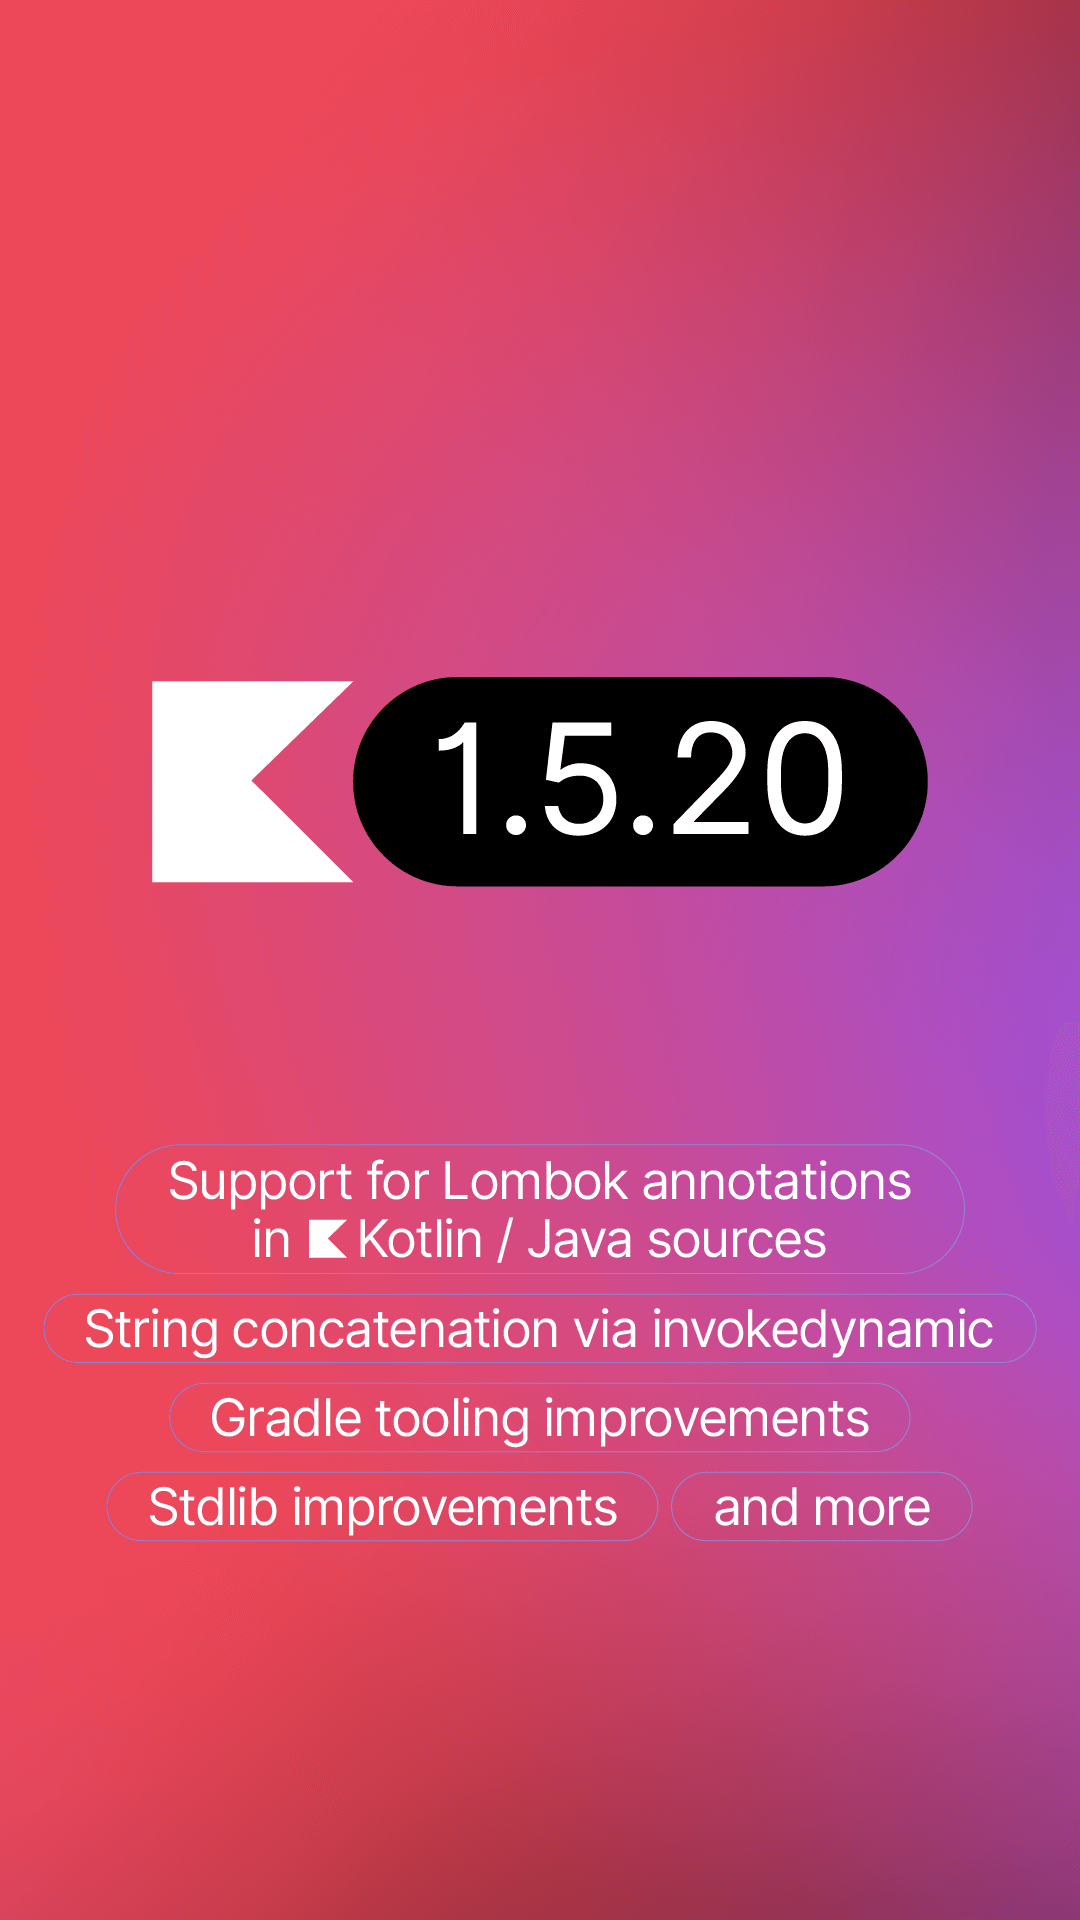 1.5.20
Support for Lombok annotations
in Kotlin / Java sources
String concatenation via invokedynamic
Gradle tooling improvements
Stdlib improvements
and more